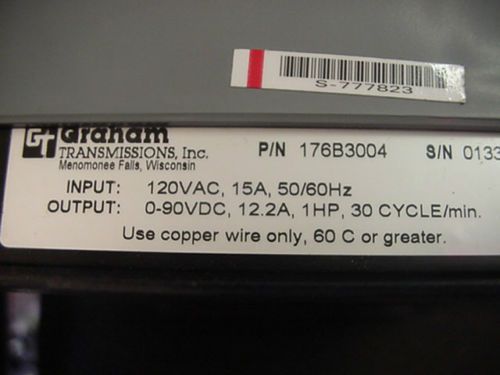 S-777823
Graham
TRANSMISSIONS, Inc. P/N 176B3004 S/N 0133
Menomonee Falls, Wisconsin
INPUT: 120VAC, 15A, 50/60Hz
OUTPUT: 0-90VDC, 12.2A, 1HP, 30 CYCLE/min.
Use copper wire only, 60 C or greater.